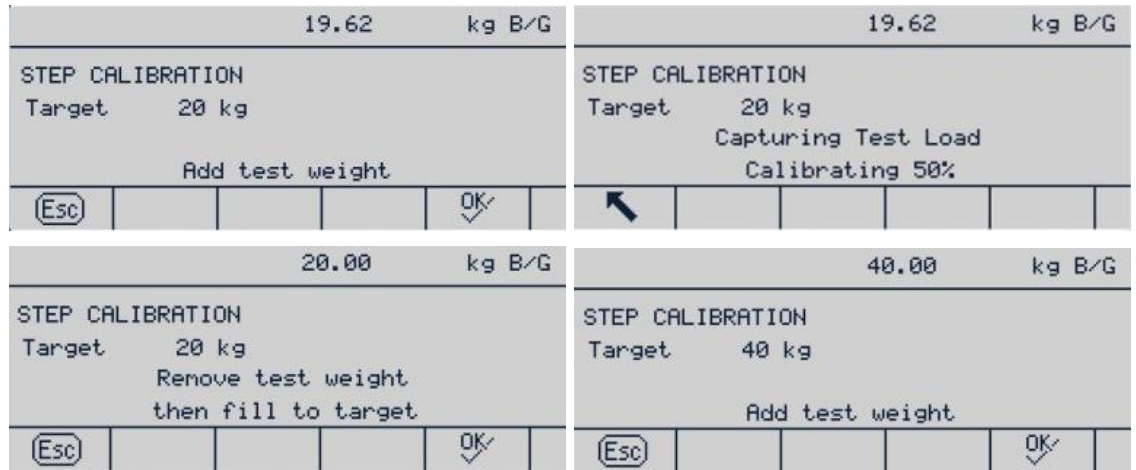 19.62 kg B/G
STEP CALIBRATION
Target 20 kg
Add test weight
Esc OK
19.62 kg B/G
STEP CALIBRATION
Target 20 kg
Capturing Test Load
Calibrating 50%
20.00 kg B/G
STEP CALIBRATION
Target 20 kg
Remove test weight
then fill to target
Esc OK
40.00 kg B/G
STEP CALIBRATION
Target 40 kg
Add test weight
Esc OK